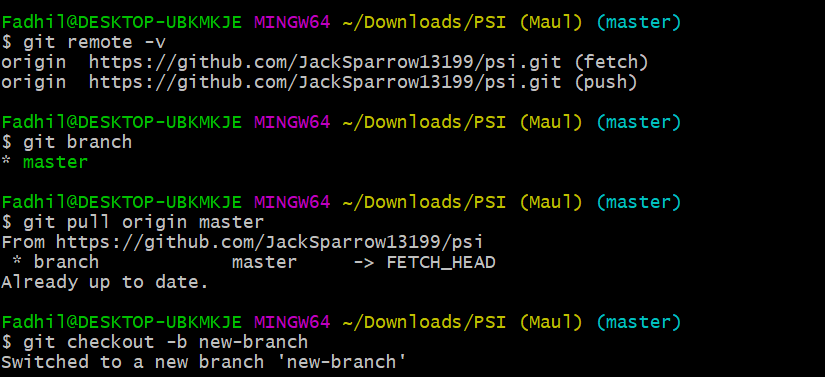 Fadhil@DESKTOP-UBKMKJE MINGW64 ~/Downloads/PSI (Maul) (master)
$ git remote -v
origin  https://github.com/JackSparrow13199/psi.git (fetch)
origin  https://github.com/JackSparrow13199/psi.git (push)
Fadhil@DESKTOP-UBKMKJE MINGW64 ~/Downloads/PSI (Maul) (master)
$ git branch
* master
Fadhil@DESKTOP-UBKMKJE MINGW64 ~/Downloads/PSI (Maul) (master)
$ git pull origin master
From https://github.com/JackSparrow13199/psi
 * branch            master     -> FETCH_HEAD
Already up to date.
Fadhil@DESKTOP-UBKMKJE MINGW64 ~/Downloads/PSI (Maul) (master)
$ git checkout -b new-branch
Switched to a new branch 'new-branch'